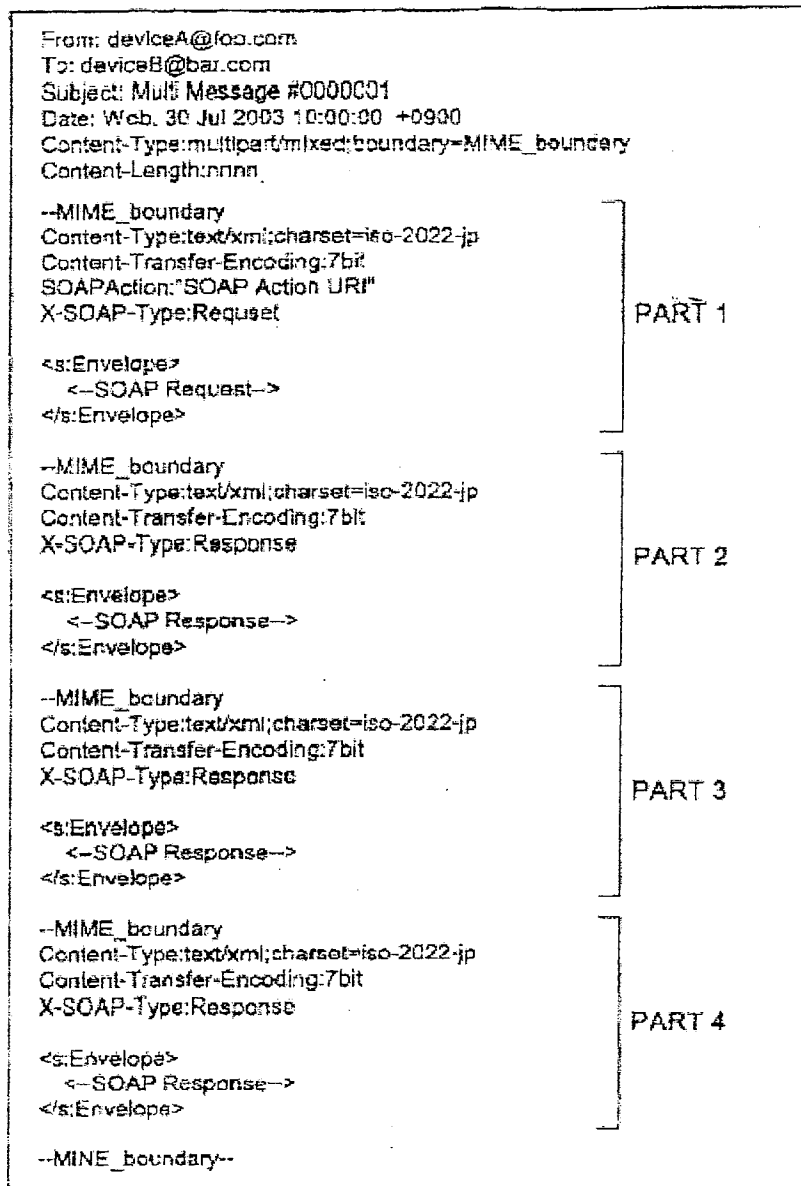 From: deviceA@foo.com
To: deviceB@bar.com
Subject: Multi Message #0000001
Date: Web, 30 Jul 2003 10:00:00 +0900
Content-Type:multipart/mixed;boundary=MIME_boundary
Content-Length:nnnn
--MIME_boundary
Content-Type:text/xml;charset=iso-2022-jp
Content-Transfer-Encoding:7bit
SOAPAction:"SOAP Action URI"
X-SOAP-Type:Requset
PART 1
<s:Envelope>
<--SOAP Request-->
</s:Envelope>
--MIME_boundary
Content-Type:text/xml;charset=iso-2022-jp
Content-Transfer-Encoding:7bit
X-SOAP-Type:Response
PART 2
<s:Envelope>
<--SOAP Response-->
</s:Envelope>
--MIME_boundary
Content-Type:text/xml;charset=iso-2022-jp
Content-Transfer-Encoding:7bit
X-SOAP-Type:Response
PART 3
<s:Envelope>
<--SOAP Response-->
</s:Envelope>
--MIME_boundary
Content-Type:text/xml;charset=iso-2022-jp
Content-Transfer-Encoding:7bit
X-SOAP-Type:Response
PART 4
<s:Envelope>
<--SOAP Response-->
</s:Envelope>
--MINE_boundary--